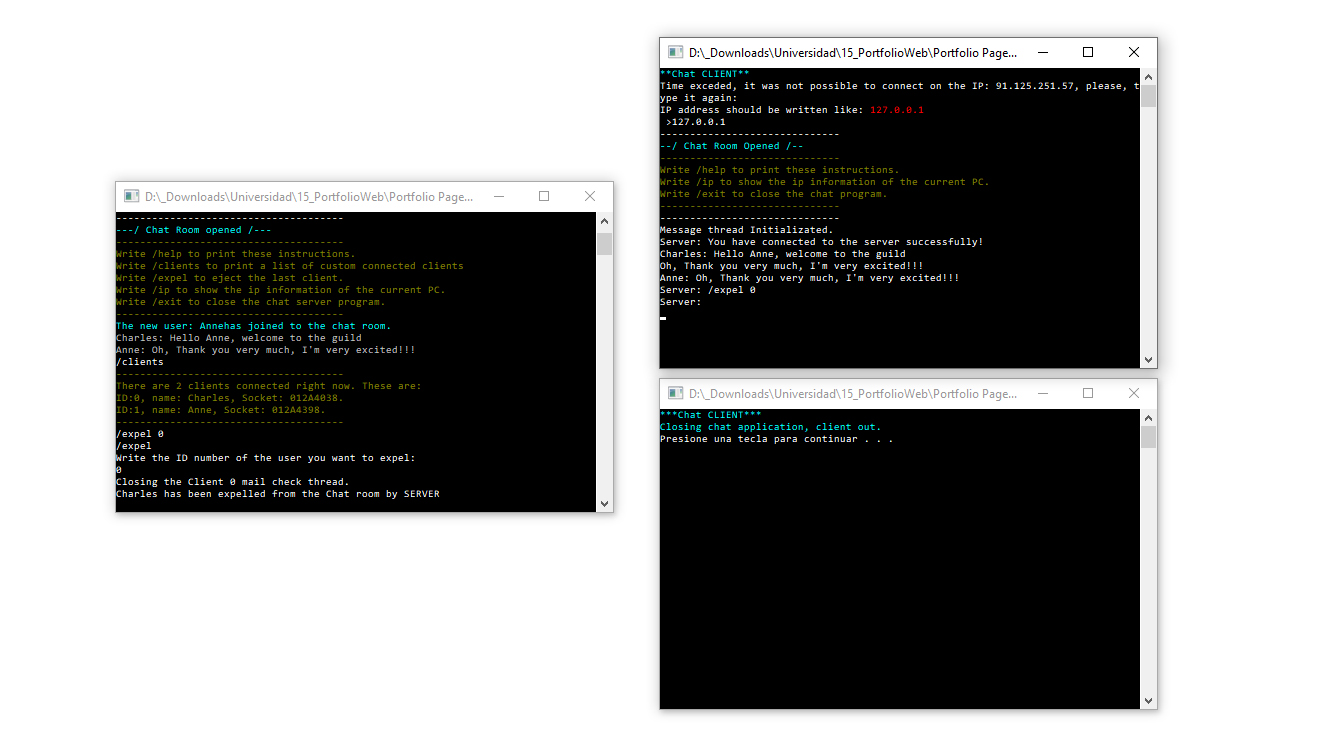 D:\_Downloads\Universidad\15_PortfolioWeb\Portfolio Page...
-------------------------------------
---/ Chat Room opened /---
-------------------------------------
Write /help to print these instructions.
Write /clients to print a list of custom connected clients
Write /expel to eject the last client.
Write /ip to show the ip information of the current PC.
Write /exit to close the chat server program.
-------------------------------------
The new user: Annehas joined to the chat room.
Charles: Hello Anne, welcome to the guild
Anne: Oh, Thank you very much, I'm very excited!!!
/clients
-------------------------------------
There are 2 clients connected right now. These are:
ID:0, name: Charles, Socket: 012A4038.
ID:1, name: Anne, Socket: 012A4398.
-------------------------------------
/expel 0
/expel
Write the ID number of the user you want to expel:
0
Closing the Client 0 mail check thread.
Charles has been expelled from the Chat room by SERVER
D:\_Downloads\Universidad\15_PortfolioWeb\Portfolio Page...
**Chat CLIENT**
Time exceded, it was not possible to connect on the IP: 91.125.251.57, please, t
ype it again:
IP address should be written like: 127.0.0.1
>127.0.0.1
------------------------------
--/ Chat Room Opened /--
------------------------------
Write /help to print these instructions.
Write /ip to show the ip information of the current PC.
Write /exit to close the chat program.
------------------------------
------------------------------
Message thread Initializated.
Server: You have connected to the server successfully!
Charles: Hello Anne, welcome to the guild
Oh, Thank you very much, I'm very excited!!!
Anne: Oh, Thank you very much, I'm very excited!!!
Server: /expel 0
Server:
D:\_Downloads\Universidad\15_PortfolioWeb\Portfolio Page...
***Chat CLIENT***
Closing chat application, client out.
Presione una tecla para continuar . . .